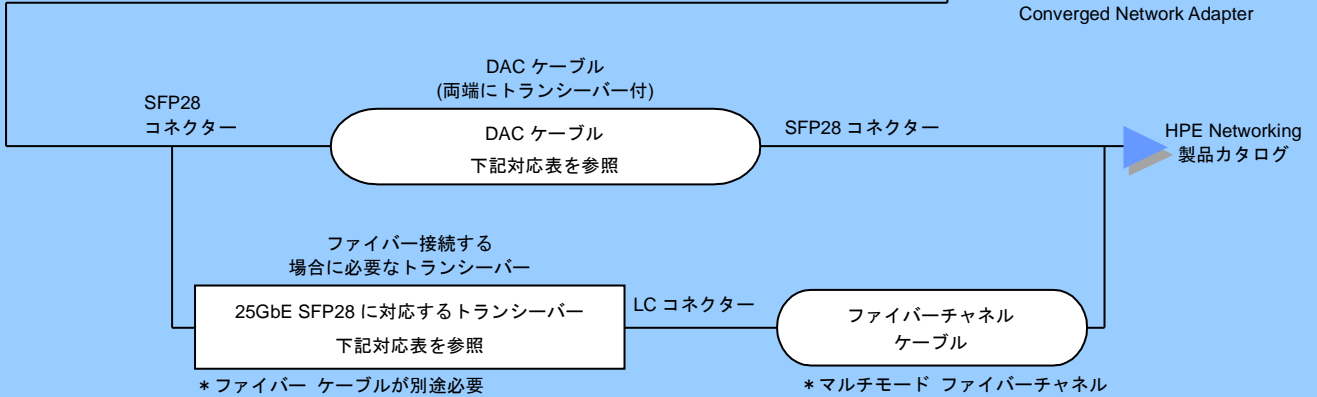 Converged Network Adapter
DAC ケーブル
(両端にトランシーバー付)
SFP28
コネクター
DAC ケーブル
下記対応表を参照
SFP28 コネクター
HPE Networking
製品カタログ
ファイバー接続する
場合に必要なトランシーバー
25GbE SFP28 に対応するトランシーバー
下記対応表を参照
LC コネクター
ファイバーチャネル
ケーブル
＊ファイバー ケーブルが別途必要
＊マルチモード ファイバーチャネル